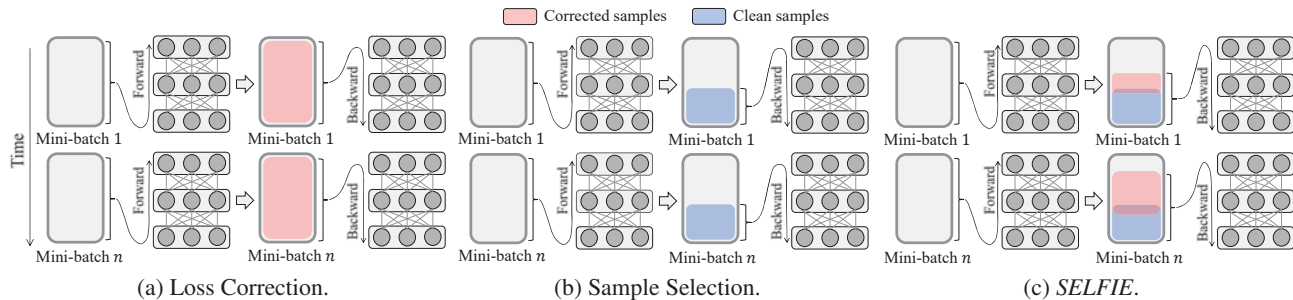 Corrected samples
Clean samples
Time
Forward
Backward
Mini-batch 1
Mini-batch 1
Forward
Backward
Mini-batch n
Mini-batch n
(a) Loss Correction.
Forward
Backward
Mini-batch 1
Mini-batch 1
Forward
Backward
Mini-batch n
Mini-batch n
(b) Sample Selection.
Forward
Backward
Mini-batch 1
Mini-batch 1
Forward
Backward
Mini-batch n
Mini-batch n
(c) SELFIE.